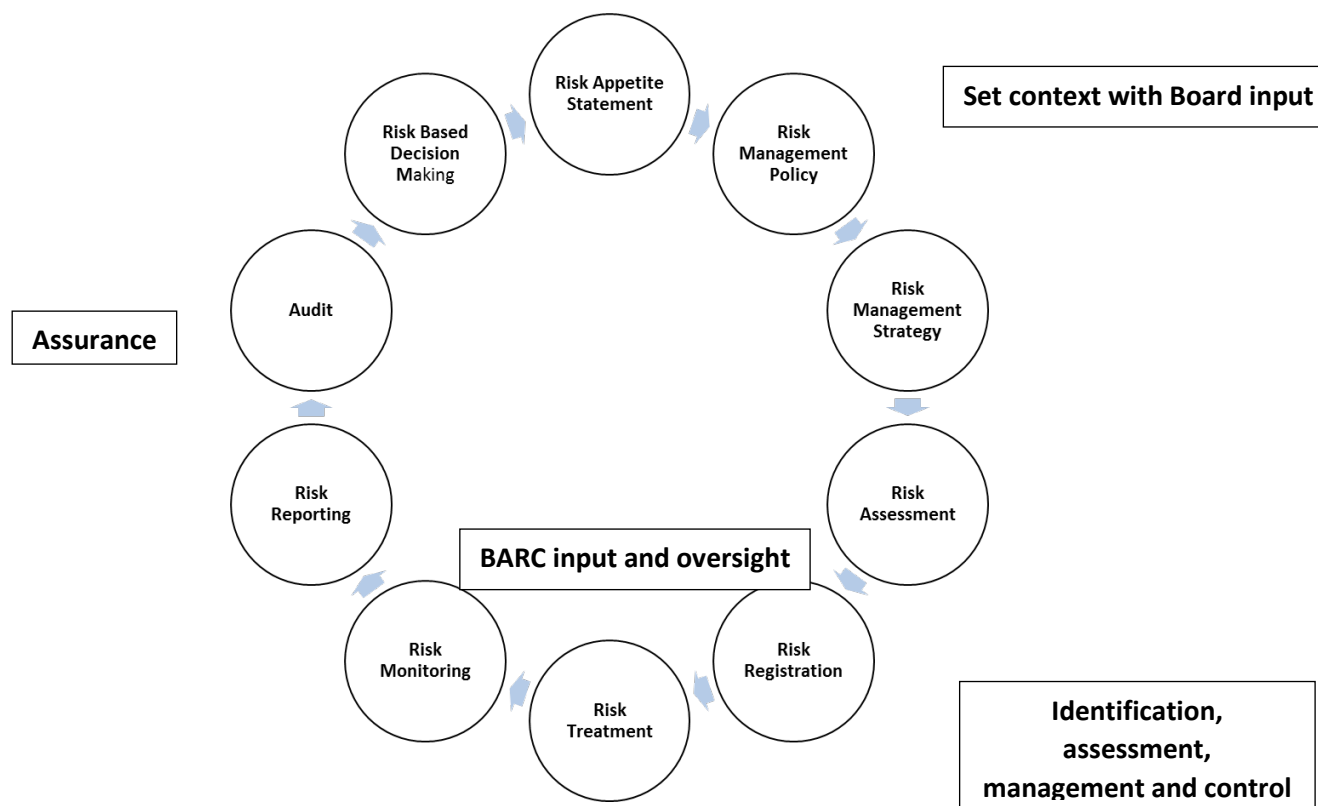 Risk Appetite
Statement
Risk
Management
Policy
Set context with Board input
Risk
Management
Strategy
Risk
Assessment
Risk
Registration
Identification,
assessment,
management and control
Risk
Treatment
Risk
Monitoring
BARC input and oversight
Risk
Reporting
Audit
Assurance
Risk Based
Decision
Making